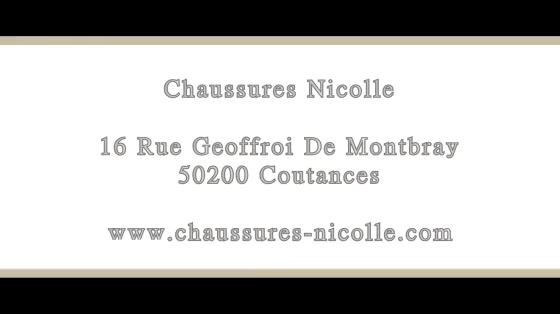 Chaussures Nicolle
16 Rue Geoffroi De Montbray
50200 Coutances
www.chaussures-nicolle.com